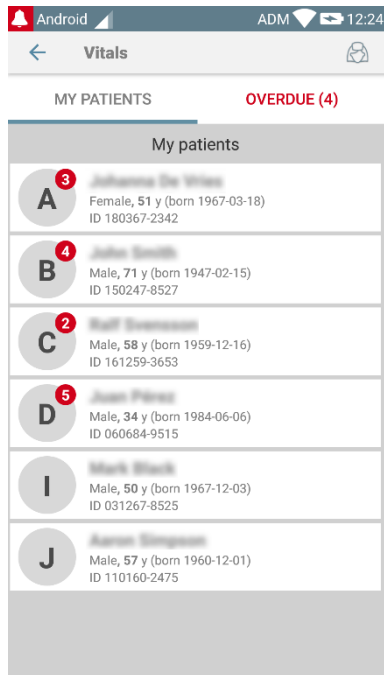 Android ADM 12:24
Vitals
MY PATIENTS OVERDUE (4)
My patients
A 3
Female, 51 y (born 1967-03-18)
ID 180367-2342
B 4
Male, 71 y (born 1947-02-15)
ID 150247-8527
C 2
Male, 58 y (born 1959-12-16)
ID 161259-3653
D 5
Male, 34 y (born 1984-06-06)
ID 060684-9515
I
Male, 50 y (born 1967-12-03)
ID 031267-8525
J
Male, 57 y (born 1960-12-01)
ID 110160-2475